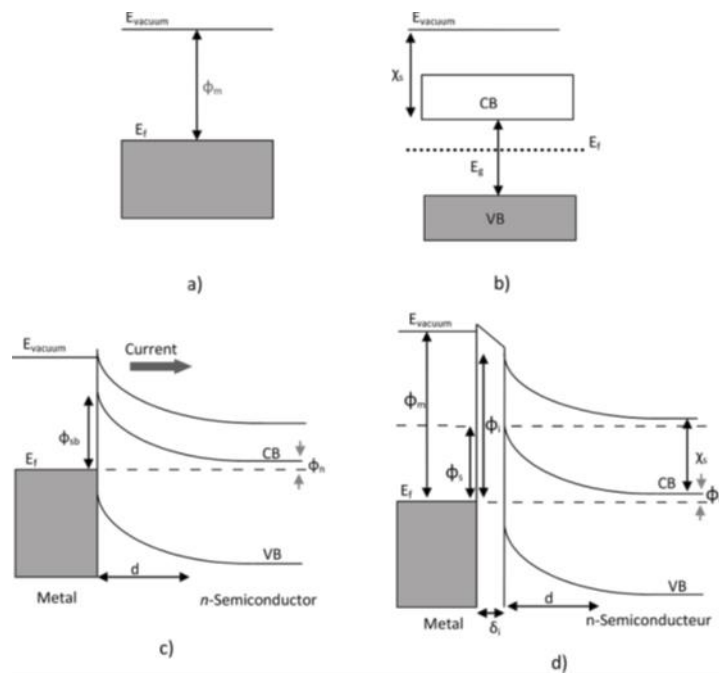 E_vacuum
ϕ_m
E_f
a)
E_vacuum
χ_s
CB
E_f
E_g
VB
b)
E_vacuum
Current
ϕ_sb
E_f
CB
ϕ_n
VB
d
Metal
n-Semiconductor
c)
E_vacuum
ϕ_m
ϕ_i
ϕ_s
χ_s
E_f
CB
ϕ
VB
d
Metal
δ_i
n-Semiconducteur
d)